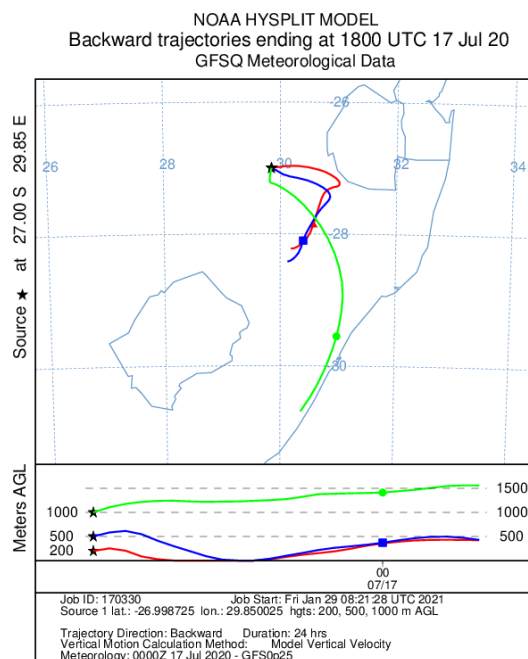 NOAA HYSPLIT MODEL
Backward trajectories ending at 1800 UTC 17 Jul 20
GFSQ Meteorological Data
Source ★ at 27.00 S 29.85 E
-26
26 28 30 32 34
-28
-30
Meters AGL
1500
1000 1000
500 500
200
00
07/17
Job ID: 170330 Job Start: Fri Jan 29 08:21:28 UTC 2021
Source 1 lat.: -26.998725 lon.: 29.850025 hgts: 200, 500, 1000 m AGL
Trajectory Direction: Backward Duration: 24 hrs
Vertical Motion Calculation Method: Model Vertical Velocity
Meteorology: 0000Z 17 Jul 2020 - GFS0p25